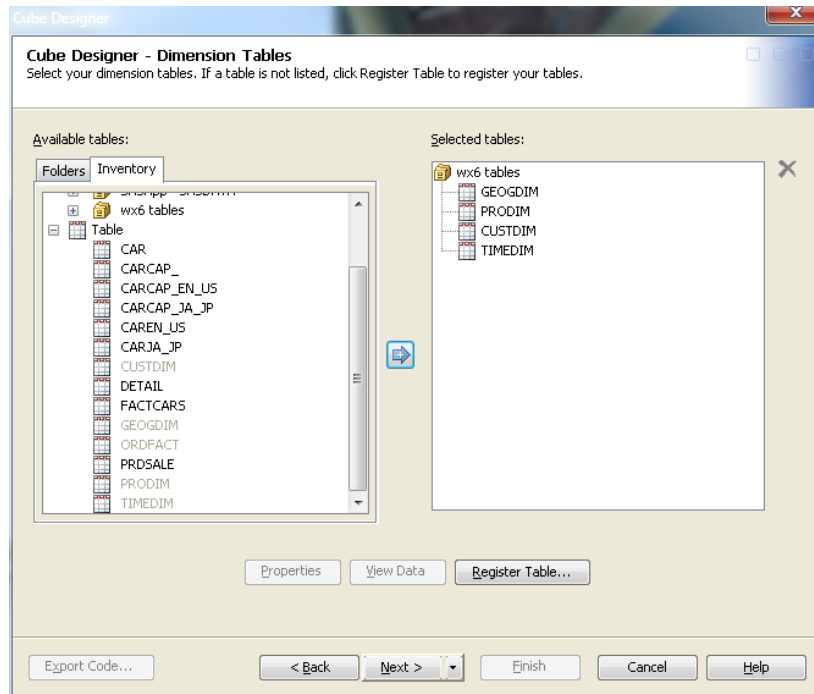 Cube Designer
Cube Designer - Dimension Tables
Select your dimension tables. If a table is not listed, click Register Table to register your tables.
Available tables:
Folders Inventory
wx6 tables
Table
CAR
CARCAP_
CARCAP_EN_US
CARCAP_JA_JP
CAREN_US
CARJA_JP
CUSTDIM
DETAIL
FACTCARS
GEOGDIM
ORDFACT
PRDSALE
PRODIM
TIMEDIM
Selected tables:
wx6 tables
GEOGDIM
PRODIM
CUSTDIM
TIMEDIM
Properties View Data Register Table...
Export Code... < Back Next > Finish Cancel Help